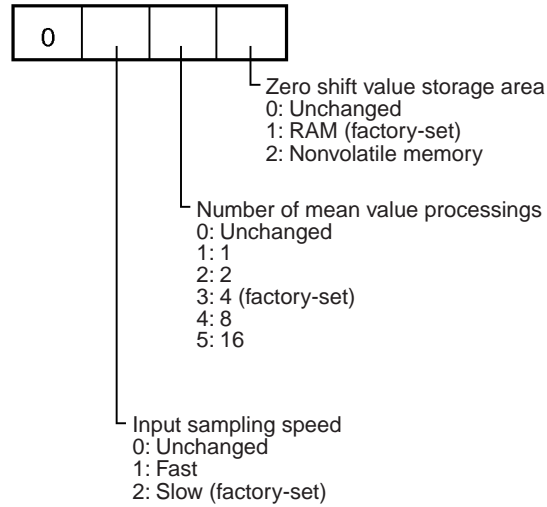 0
Zero shift value storage area
0: Unchanged
1: RAM (factory-set)
2: Nonvolatile memory
Number of mean value processings
0: Unchanged
1: 1
2: 2
3: 4 (factory-set)
4: 8
5: 16
Input sampling speed
0: Unchanged
1: Fast
2: Slow (factory-set)